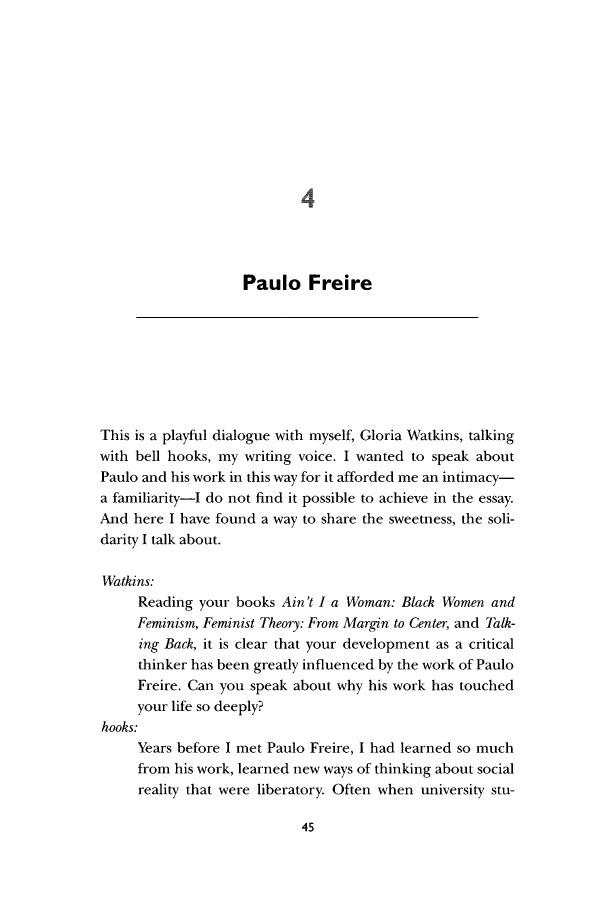 4
Paulo Freire
This is a playful dialogue with myself, Gloria Watkins, talking
with bell hooks, my writing voice. I wanted to speak about
Paulo and his work in this way for it afforded me an intimacy—
a familiarity—I do not find it possible to achieve in the essay.
And here I have found a way to share the sweetness, the soli-
darity I talk about.
Watkins:
Reading your books Ain't I a Woman: Black Women and
Feminism, Feminist Theory: From Margin to Center, and Talk-
ing Back, it is clear that your development as a critical
thinker has been greatly influenced by the work of Paulo
Freire. Can you speak about why his work has touched
your life so deeply?
hooks:
Years before I met Paulo Freire, I had learned so much
from his work, learned new ways of thinking about social
reality that were liberatory. Often when university stu-
45